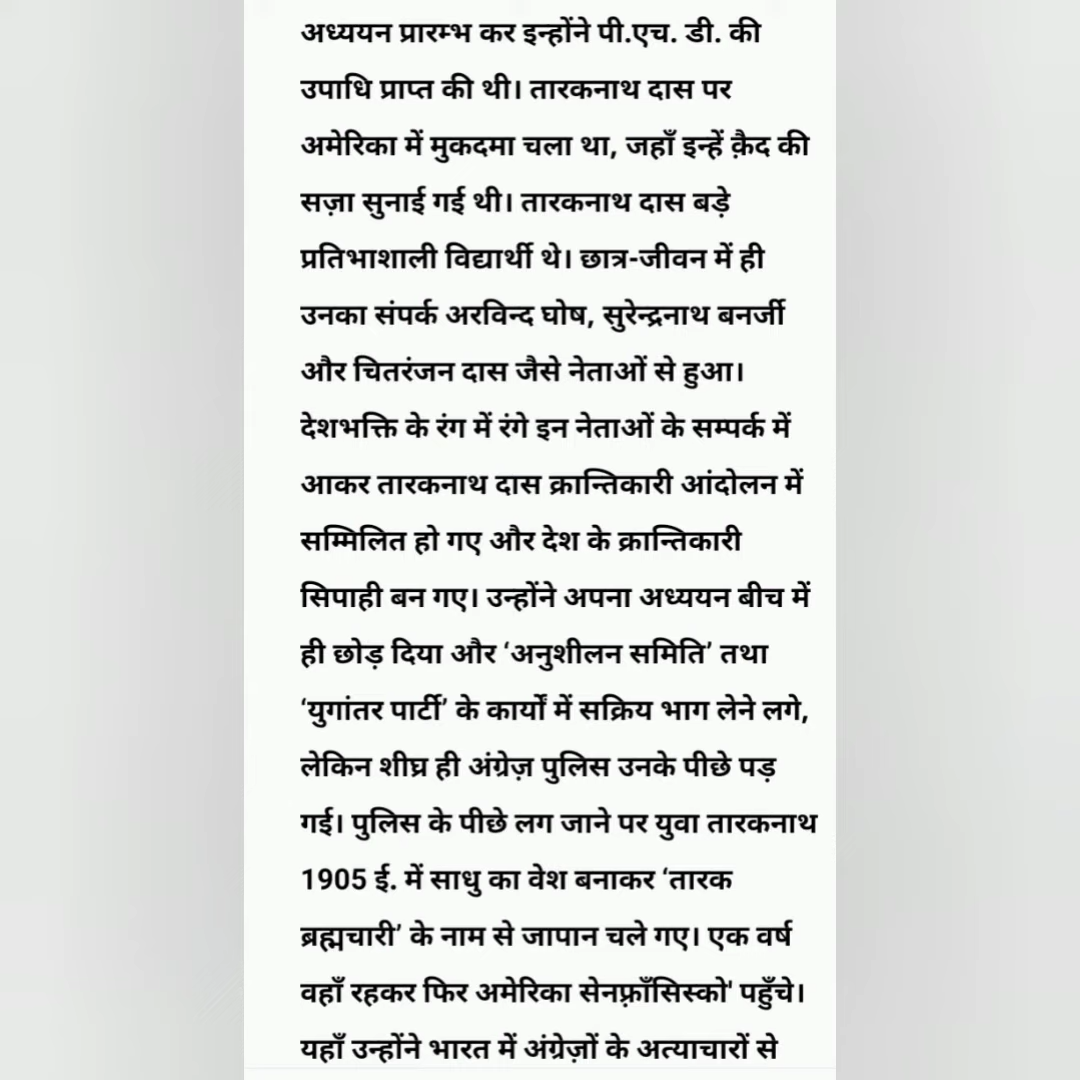 अध्ययन प्रारम्भ कर इन्होंने पी.एच. डी. की
उपाधि प्राप्त की थी। तारकनाथ दास पर
अमेरिका में मुकदमा चला था, जहाँ इन्हें क़ैद की
सज़ा सुनाई गई थी। तारकनाथ दास बड़े
प्रतिभाशाली विद्यार्थी थे। छात्र-जीवन में ही
उनका संपर्क अरविन्द घोष, सुरेन्द्रनाथ बनर्जी
और चितरंजन दास जैसे नेताओं से हुआ।
देशभक्ति के रंग में रंगे इन नेताओं के सम्पर्क में
आकर तारकनाथ दास क्रान्तिकारी आंदोलन में
सम्मिलित हो गए और देश के क्रान्तिकारी
सिपाही बन गए। उन्होंने अपना अध्ययन बीच में
ही छोड़ दिया और ‘अनुशीलन समिति’ तथा
‘युगांतर पार्टी’ के कार्यों में सक्रिय भाग लेने लगे,
लेकिन शीघ्र ही अंग्रेज़ पुलिस उनके पीछे पड़
गई। पुलिस के पीछे लग जाने पर युवा तारकनाथ
1905 ई. में साधु का वेश बनाकर ‘तारक
ब्रह्मचारी’ के नाम से जापान चले गए। एक वर्ष
वहाँ रहकर फिर अमेरिका सेनफ़्राँसिस्को' पहुँचे।
यहाँ उन्होंने भारत में अंग्रेज़ों के अत्याचारों से